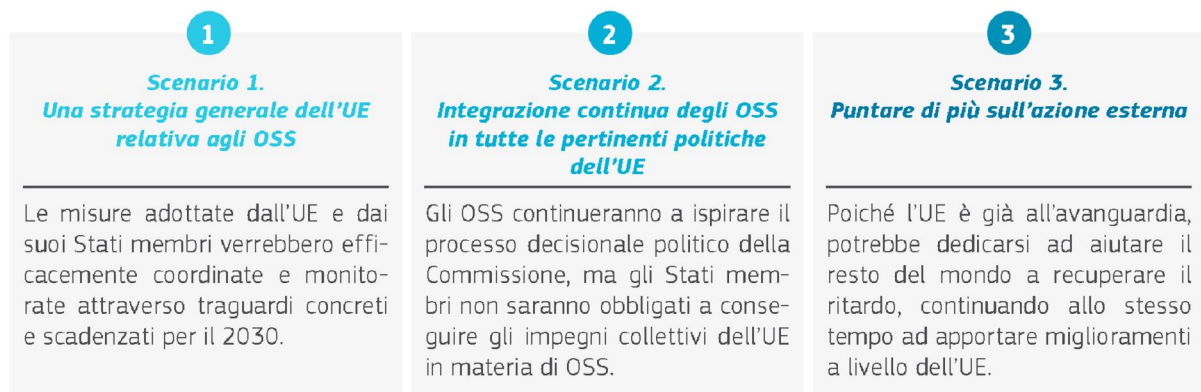 1
Scenario 1.
Una strategia generale dell'UE
relativa agli OSS
Le misure adottate dall'UE e dai
suoi Stati membri verrebbero effi-
cacemente coordinate e monito-
rate attraverso traguardi concreti
e scadenzati per il 2030.
2
Scenario 2.
Integrazione continua degli OSS
in tutte le pertinenti politiche
dell'UE
Gli OSS continueranno a ispirare il
processo decisionale politico della
Commissione, ma gli Stati mem-
bri non saranno obbligati a conse-
guire gli impegni collettivi dell'UE
in materia di OSS.
3
Scenario 3.
Puntare di più sull'azione esterna
Poiché l'UE è già all'avanguardia,
potrebbe dedicarsi ad aiutare il
resto del mondo a recuperare il
ritardo, continuando allo stesso
tempo ad apportare miglioramenti
a livello dell'UE.